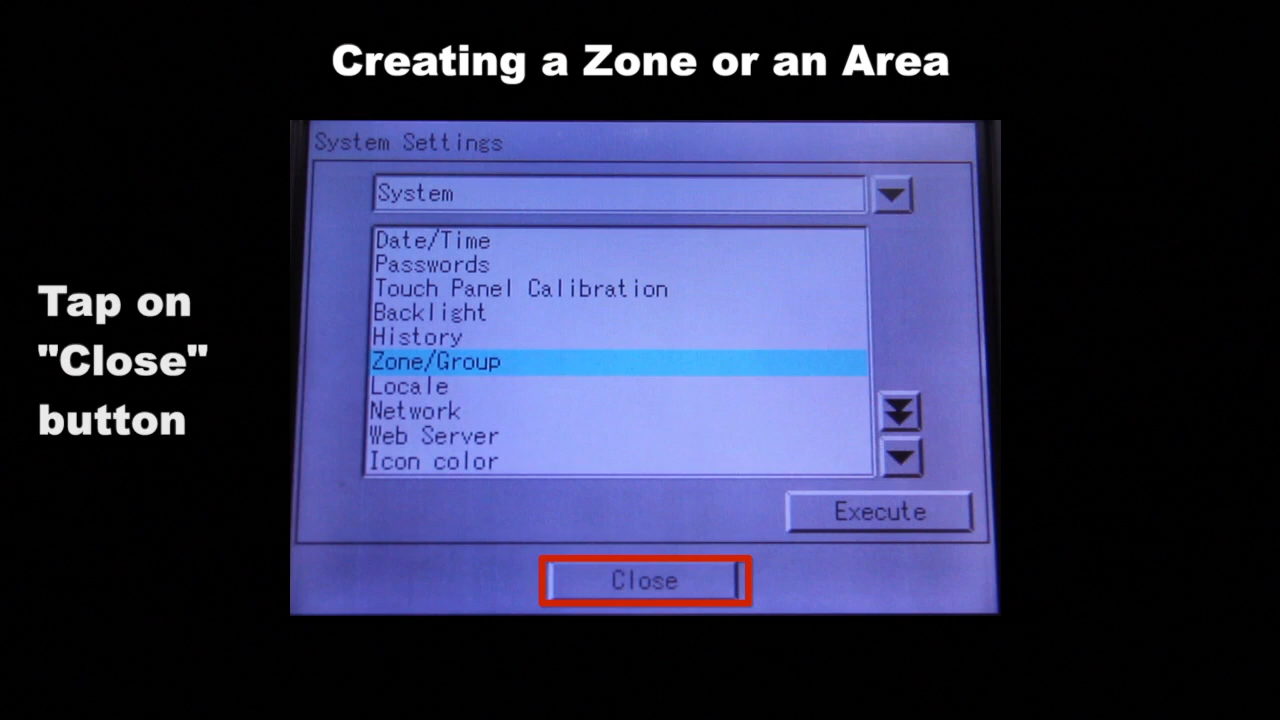 Creating a Zone or an Area
System Settings
System
Date/Time
Passwords
Touch Panel Calibration
Backlight
History
Zone/Group
Locale
Network
Web Server
Icon color
Execute
Close
Tap on
"Close"
button